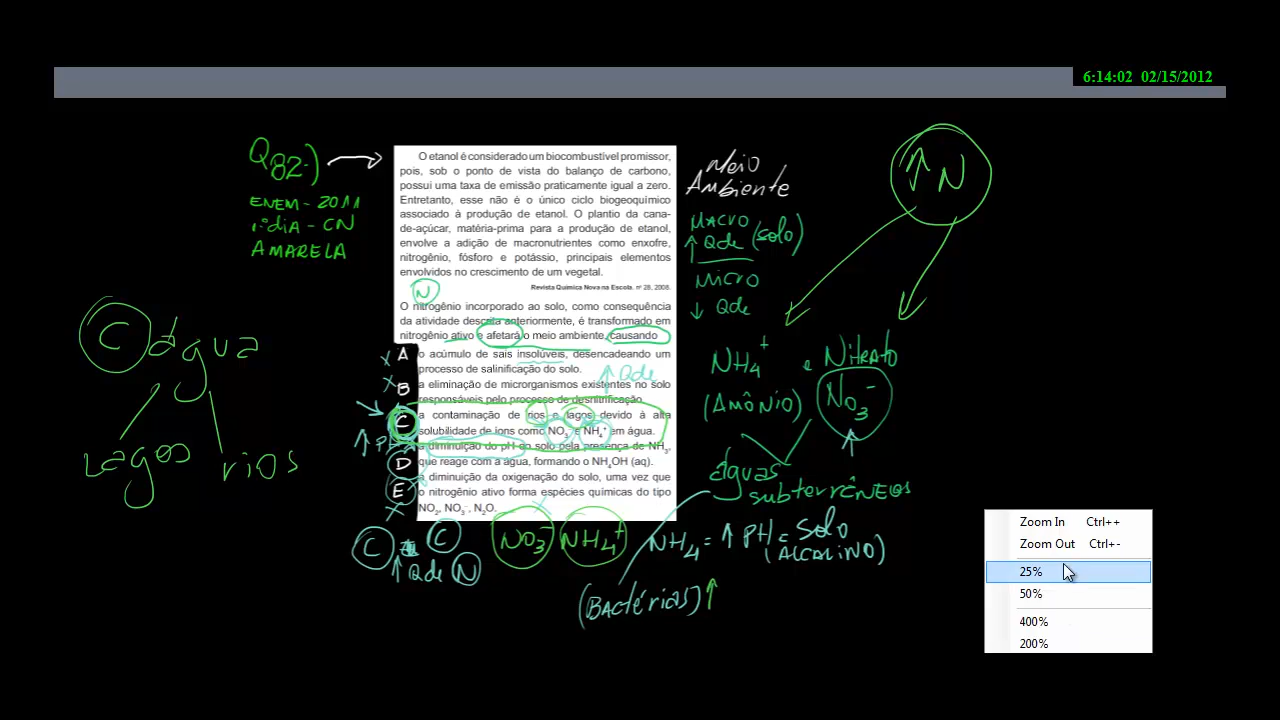 6:14:02 02/15/2012
Q82-)
ENEM - 2011
1º DIA - CN
AMARELA
O etanol é considerado um biocombustível promissor,
pois, sob o ponto de vista do balanço de carbono,
possui uma taxa de emissão praticamente igual a zero.
Entretanto, esse não é o único ciclo biogeoquímico
associado à produção de etanol. O plantio da cana-
de-açúcar, matéria-prima para a produção de etanol,
envolve a adição de macronutrientes como enxofre,
nitrogênio, fósforo e potássio, principais elementos
envolvidos no crescimento de um vegetal.
Revista Química Nova na Escola. nº 28, 2008.
N
O nitrogênio incorporado ao solo, como consequência
da atividade descrita anteriormente, é transformado em
nitrogênio ativo e afetará o meio ambiente, causando
A o acúmulo de sais insolúveis, desencadeando um
processo de salinificação do solo.
B a eliminação de microrganismos existentes no solo
responsáveis pelo processo de desnitrificação.
C a contaminação de rios e lagos devido à alta
solubilidade de íons como NO3- e NH4+ em água.
D a diminuição do pH do solo pela presença de NH3,
que reage com a água, formando o NH4OH (aq).
E a diminuição da oxigenação do solo, uma vez que
o nitrogênio ativo forma espécies químicas do tipo
NO2, NO3-, N2O.
↑ Qde
Meio
Ambiente
MACRO
↑ Qde (solo)
Micro
↓ Qde
↑ N
NH4+ e Nitrato
(Amônio) NO3-
águas
subterrâneos
C água
Lagos rios
C C
↑ Qde N
NO3- NH4+
NH4 = ↑ PH = Solo
(ALCALINO)
(Bactérias) ↑
Zoom In Ctrl++
Zoom Out Ctrl+-
25%
50%
400%
200%